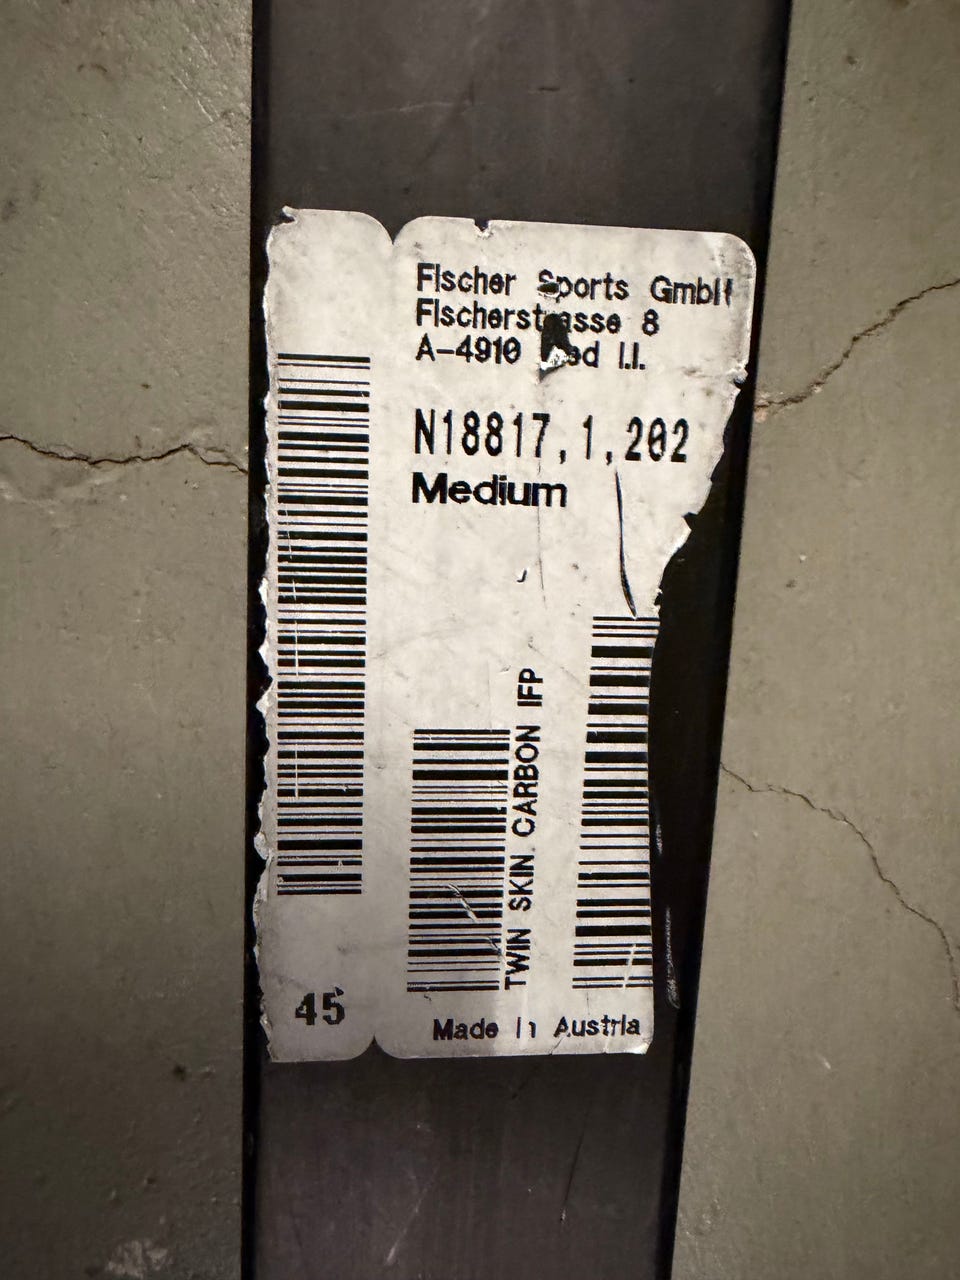 Fischer Sports GmbH
Fischerstrasse 8
A-4910 I.I.
N18817,1,202
Medium
TWIN SKIN CARBON IFP
45
Made in Austria